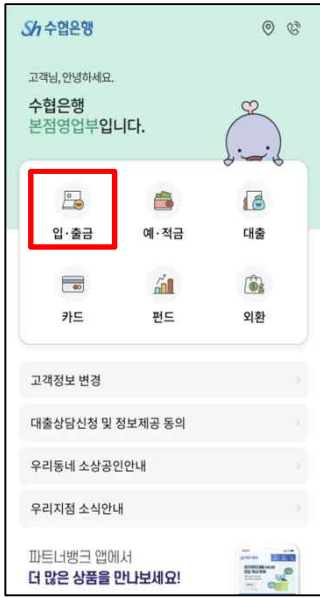 Sh 수협은행
고객님, 안녕하세요.
수협은행
본점영업부입니다.
입·출금
예·적금
대출
카드
펀드
외환
고객정보 변경
대출상담신청 및 정보제공 동의
우리동네 소상공인안내
우리지점 소식안내
파트너뱅크 앱에서
더 많은 상품을 만나보세요!